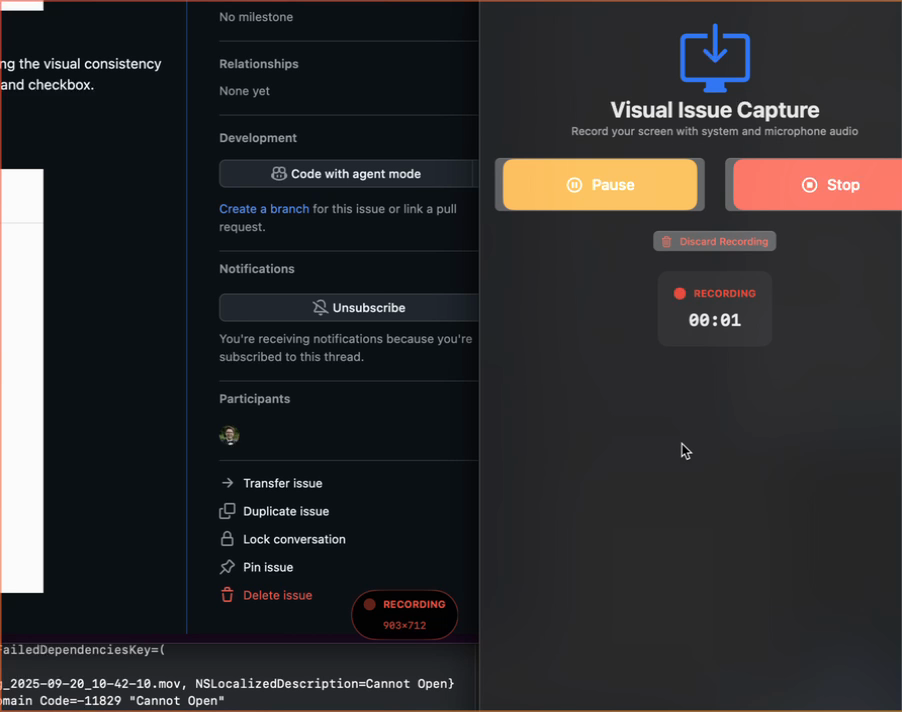 ng the visual consistency
and checkbox.
No milestone
Relationships
None yet
Development
Code with agent mode
Create a branch for this issue or link a pull
request.
Notifications
Unsubscribe
You're receiving notifications because you're
subscribed to this thread.
Participants
Transfer issue
Duplicate issue
Lock conversation
Pin issue
Delete issue
RECORDING
903×712
FailedDependenciesKey=(
g_2025-09-20_10-42-10.mov, NSLocalizedDescription=Cannot Open}
main Code=-11829 "Cannot Open"
Visual Issue Capture
Record your screen with system and microphone audio
Pause
Stop
Discard Recording
RECORDING
00:01